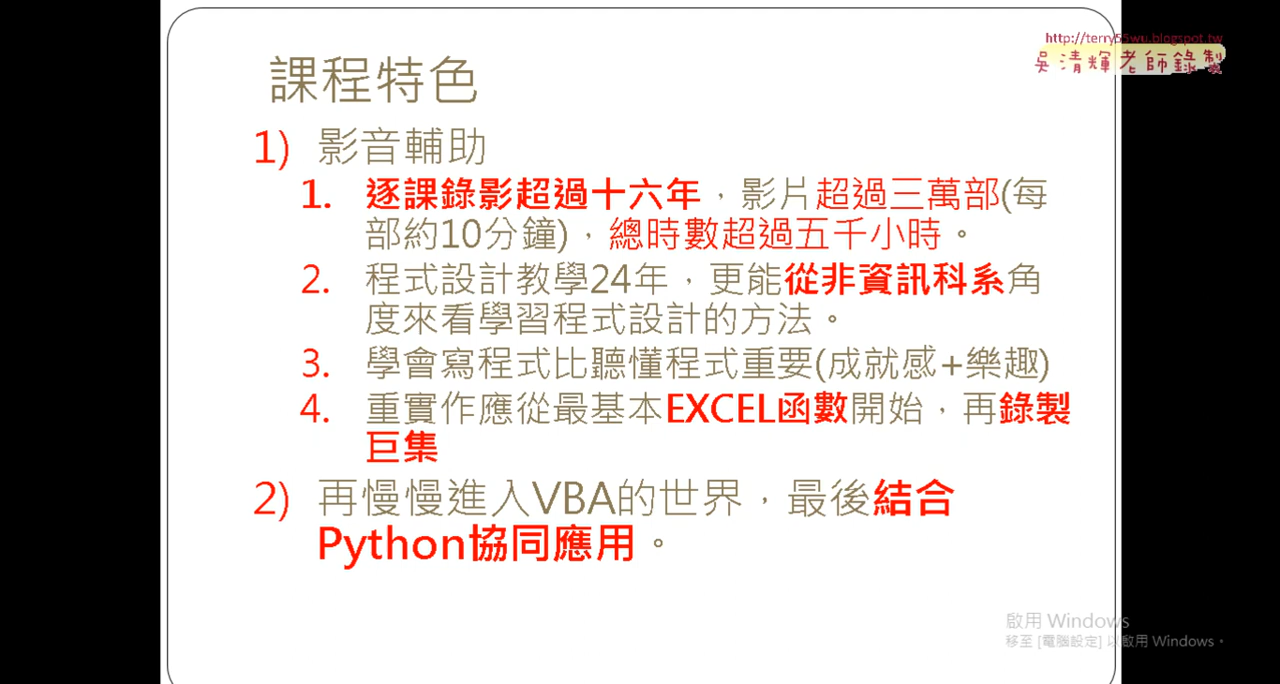 http://terry55wu.blogspot.tw
吳清輝老師錄製
課程特色
1) 影音輔助
1. 逐課錄影超過十六年，影片超過三萬部(每
部約10分鐘)，總時數超過五千小時。
2. 程式設計教學24年，更能從非資訊科系角
度來看學習程式設計的方法。
3. 學會寫程式比聽懂程式重要(成就感+樂趣)
4. 重實作應從最基本EXCEL函數開始，再錄製
巨集
2) 再慢慢進入VBA的世界，最後結合
Python協同應用。
啟用 Windows
移至 [電腦設定] 以啟用 Windows。